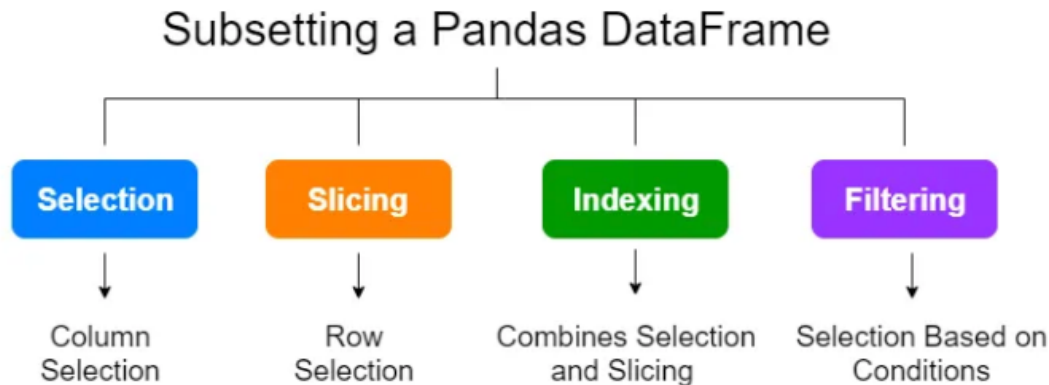 Subsetting a Pandas DataFrame
Selection
Slicing
Indexing
Filtering
Column
Selection
Row
Selection
Combines Selection
and Slicing
Selection Based on
Conditions